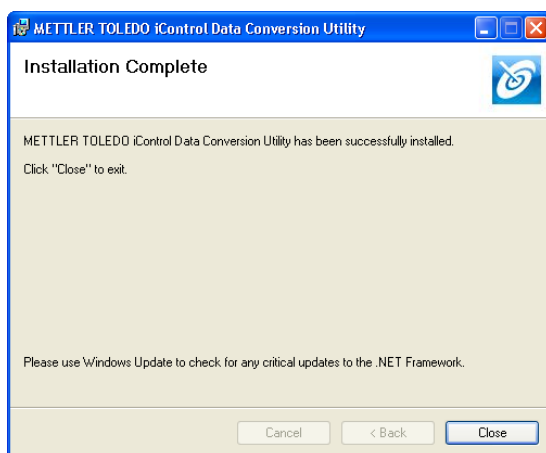 METTLER TOLEDO iControl Data Conversion Utility
Installation Complete
METTLER TOLEDO iControl Data Conversion Utility has been successfully installed.
Click "Close" to exit.
Please use Windows Update to check for any critical updates to the .NET Framework.
Cancel
< Back
Close